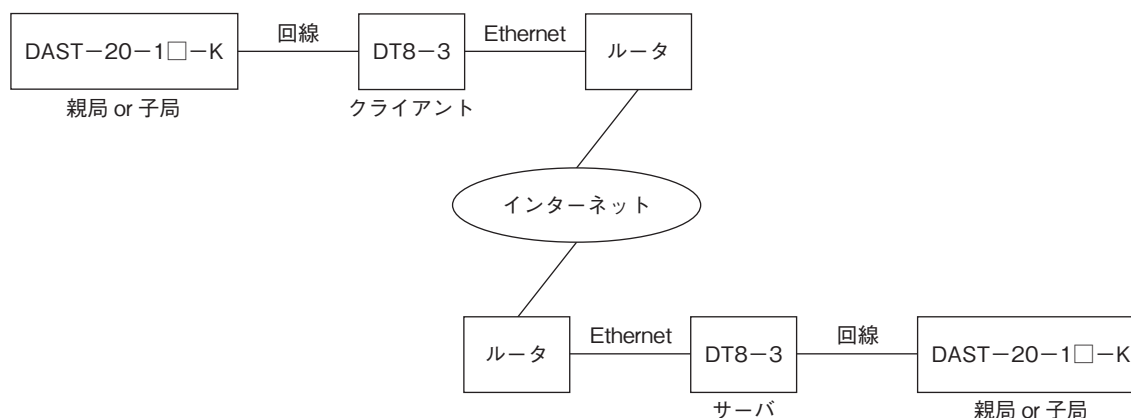 DAST−20−1□−K
回線
DT8−3
Ethernet
ルータ
親局 or 子局
クライアント
インターネット
ルータ
Ethernet
DT8−3
回線
DAST−20−1□−K
サーバ
親局 or 子局